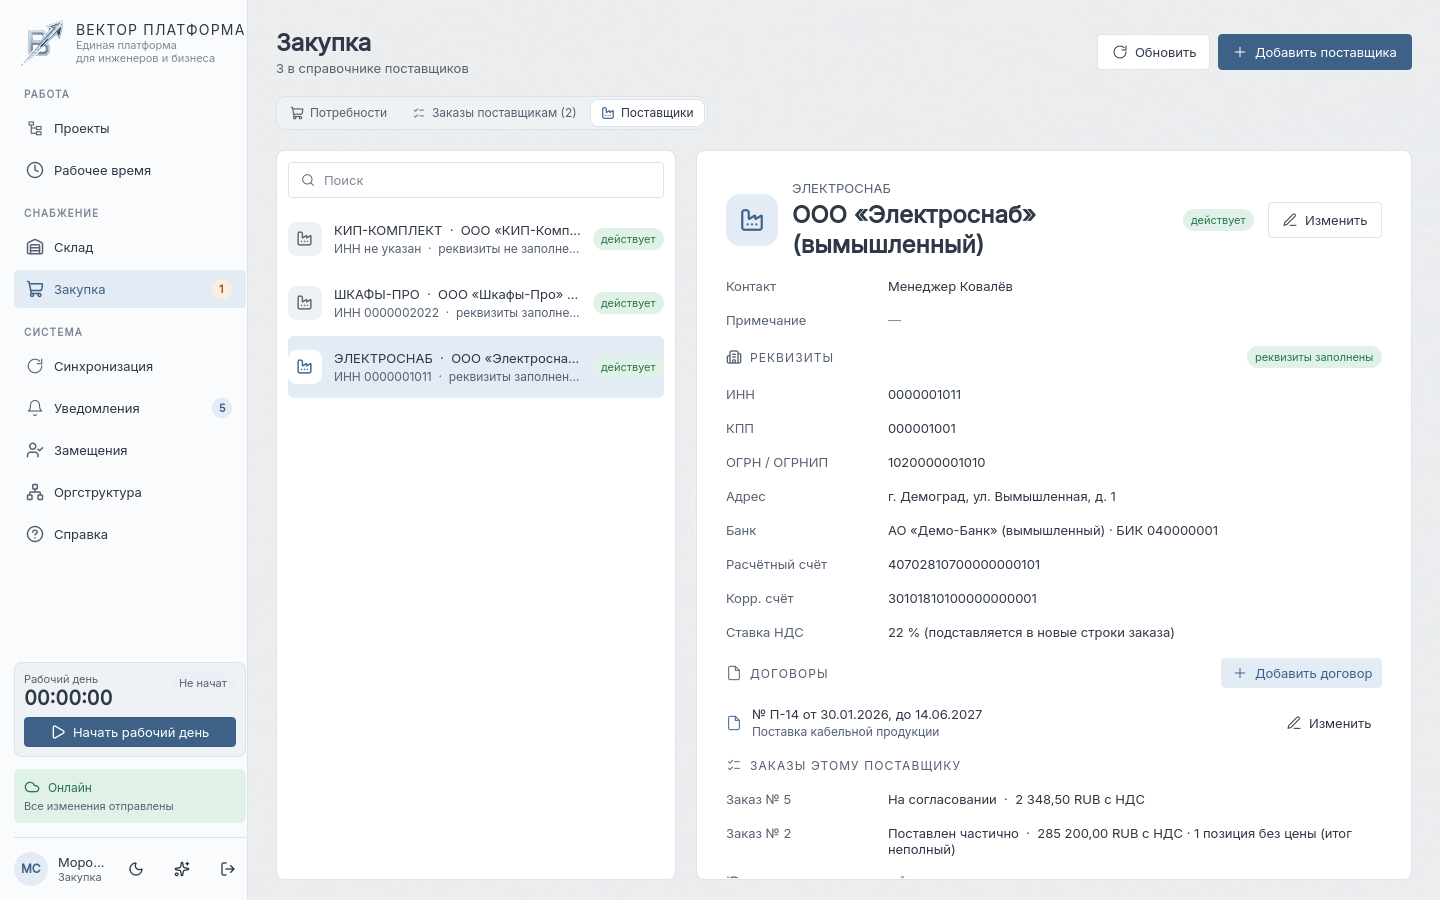 ВЕКТОР ПЛАТФОРМА
Единая платформа
для инженеров и бизнеса
РАБОТА
Проекты
Рабочее время
СНАБЖЕНИЕ
Склад
Закупка
1
СИСТЕМА
Синхронизация
Уведомления
5
Замещения
Оргструктура
Справка
Рабочий день
Не начат
00:00:00
Начать рабочий день
Онлайн
Все изменения отправлены
МС
Моро...
Закупка
Закупка
3 в справочнике поставщиков
Обновить
Добавить поставщика
Потребности
Заказы поставщикам (2)
Поставщики
Поиск
КИП-КОМПЛЕКТ · ООО «КИП-Комп...
ИНН не указан · реквизиты не заполне...
действует
ШКАФЫ-ПРО · ООО «Шкафы-Про» ...
ИНН 0000002022 · реквизиты заполне...
действует
ЭЛЕКТРОСНАБ · ООО «Электросна...
ИНН 0000001011 · реквизиты заполнен...
действует
ЭЛЕКТРОСНАБ
ООО «Электроснаб»
(вымышленный)
действует
Изменить
Контакт Менеджер Ковалёв
Примечание —
РЕКВИЗИТЫ
реквизиты заполнены
ИНН 0000001011
КПП 000001001
ОГРН / ОГРНИП 1020000001010
Адрес г. Демоград, ул. Вымышленная, д. 1
Банк АО «Демо-Банк» (вымышленный) · БИК 040000001
Расчётный счёт 40702810700000000101
Корр. счёт 30101810100000000001
Ставка НДС 22 % (подставляется в новые строки заказа)
ДОГОВОРЫ
Добавить договор
№ П-14 от 30.01.2026, до 14.06.2027
Поставка кабельной продукции
Изменить
ЗАКАЗЫ ЭТОМУ ПОСТАВЩИКУ
Заказ № 5 На согласовании · 2 348,50 RUB с НДС
Заказ № 2 Поставлен частично · 285 200,00 RUB с НДС · 1 позиция без цены (итог
неполный)